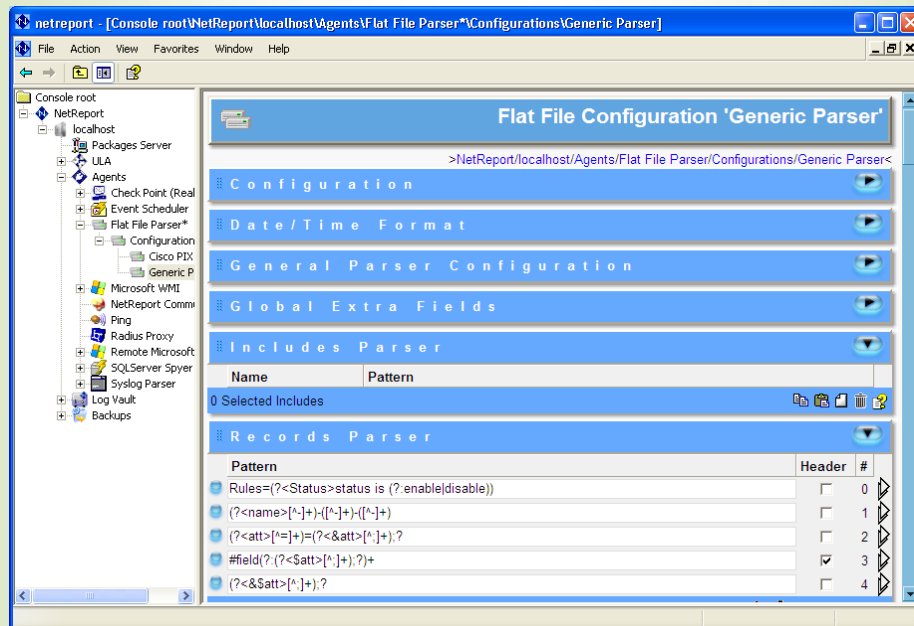 netreport - [Console root\NetReport\localhost\Agents\Flat File Parser*\Configurations\Generic Parser]
File Action View Favorites Window Help
Console root
NetReport
localhost
Packages Server
ULA
Agents
Check Point (Real
Event Scheduler
Flat File Parser*
Configuration
Cisco PIX
Generic P
Microsoft WMI
NetReport Commu
Ping
Radius Proxy
Remote Microsoft
SQLServer Spyer
Syslog Parser
Log Vault
Backups
Flat File Configuration 'Generic Parser'
>NetReport/localhost/Agents/Flat File Parser/Configurations/Generic Parser<
Configuration
Date/Time Format
General Parser Configuration
Global Extra Fields
Includes Parser
Name Pattern
0 Selected Includes
Records Parser
Pattern Header #
Rules=(?<Status>status is (?:enable|disable)) 0
(?<name>[^-]+)-([^-]+)-([^-]+) 1
(?<att>[^=]+)=(?<&att>[^;]+);? 2
#field(?:(?<$att>[^;]+);?)+ 3
(?<&$att>[^;]+);? 4